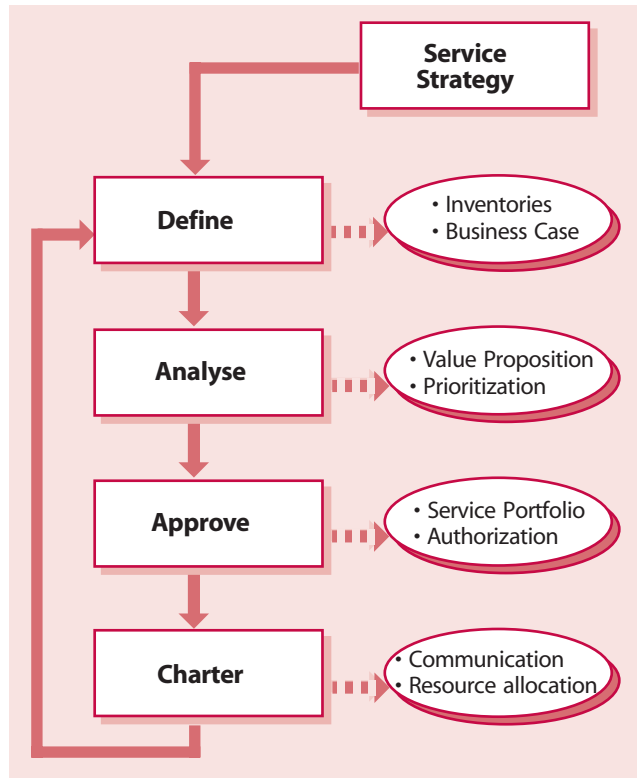 Service
Strategy
Define
• Inventories
• Business Case
Analyse
• Value Proposition
• Prioritization
Approve
• Service Portfolio
• Authorization
Charter
• Communication
• Resource allocation